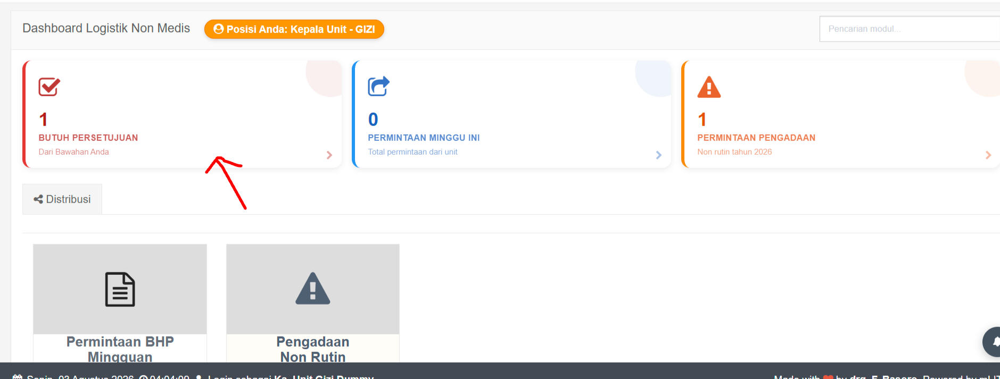 Dashboard Logistik Non Medis
Posisi Anda: Kepala Unit - GIZI
Pencarian modul...
1
BUTUH PERSETUJUAN
Dari Bawahan Anda
0
PERMINTAAN MINGGU INI
Total permintaan dari unit
1
PERMINTAAN PENGADAAN
Non rutin tahun 2026
Distribusi
Permintaan BHP
Mingguan
Pengadaan
Non Rutin
Senin, 03 Agustus 2026 04:04:09 Login sebagai Ka. Unit Gizi Dummy
Made with by drg. F. Basoro. Powered by